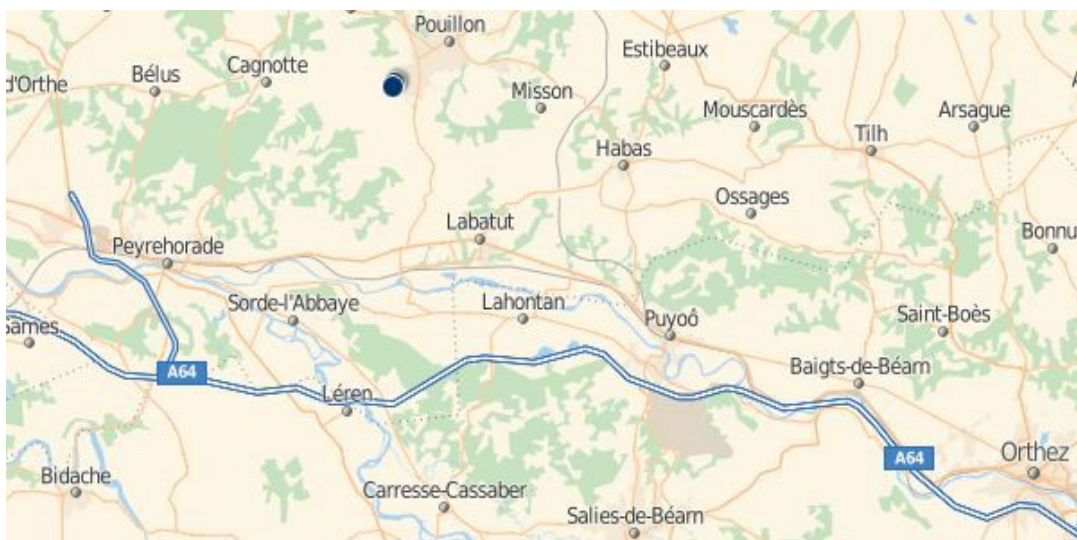 Pouillon
Estibeaux
d'Orthe
Bélus
Cagnotte
Misson
Mouscardès
Arsague
Tilh
Habas
Ossages
Labatut
Bonnu
Peyrehorade
Sorde-l'Abbaye
Lahontan
Puyoô
Saint-Boès
Sames
A64
Baigts-de-Béarn
Léren
Orthez
A64
Bidache
Carresse-Cassaber
Salies-de-Béarn